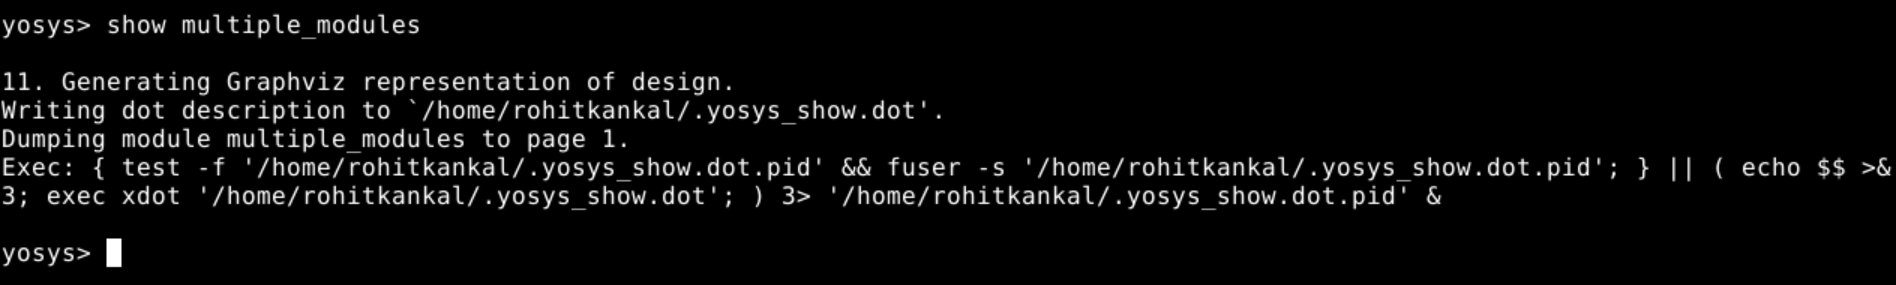 yosys> show multiple_modules
11. Generating Graphviz representation of design.
Writing dot description to `/home/rohitkankal/.yosys_show.dot'.
Dumping module multiple_modules to page 1.
Exec: { test -f '/home/rohitkankal/.yosys_show.dot.pid' && fuser -s '/home/rohitkankal/.yosys_show.dot.pid'; } || ( echo $$ >&
3; exec xdot '/home/rohitkankal/.yosys_show.dot'; ) 3> '/home/rohitkankal/.yosys_show.dot.pid' &
yosys>